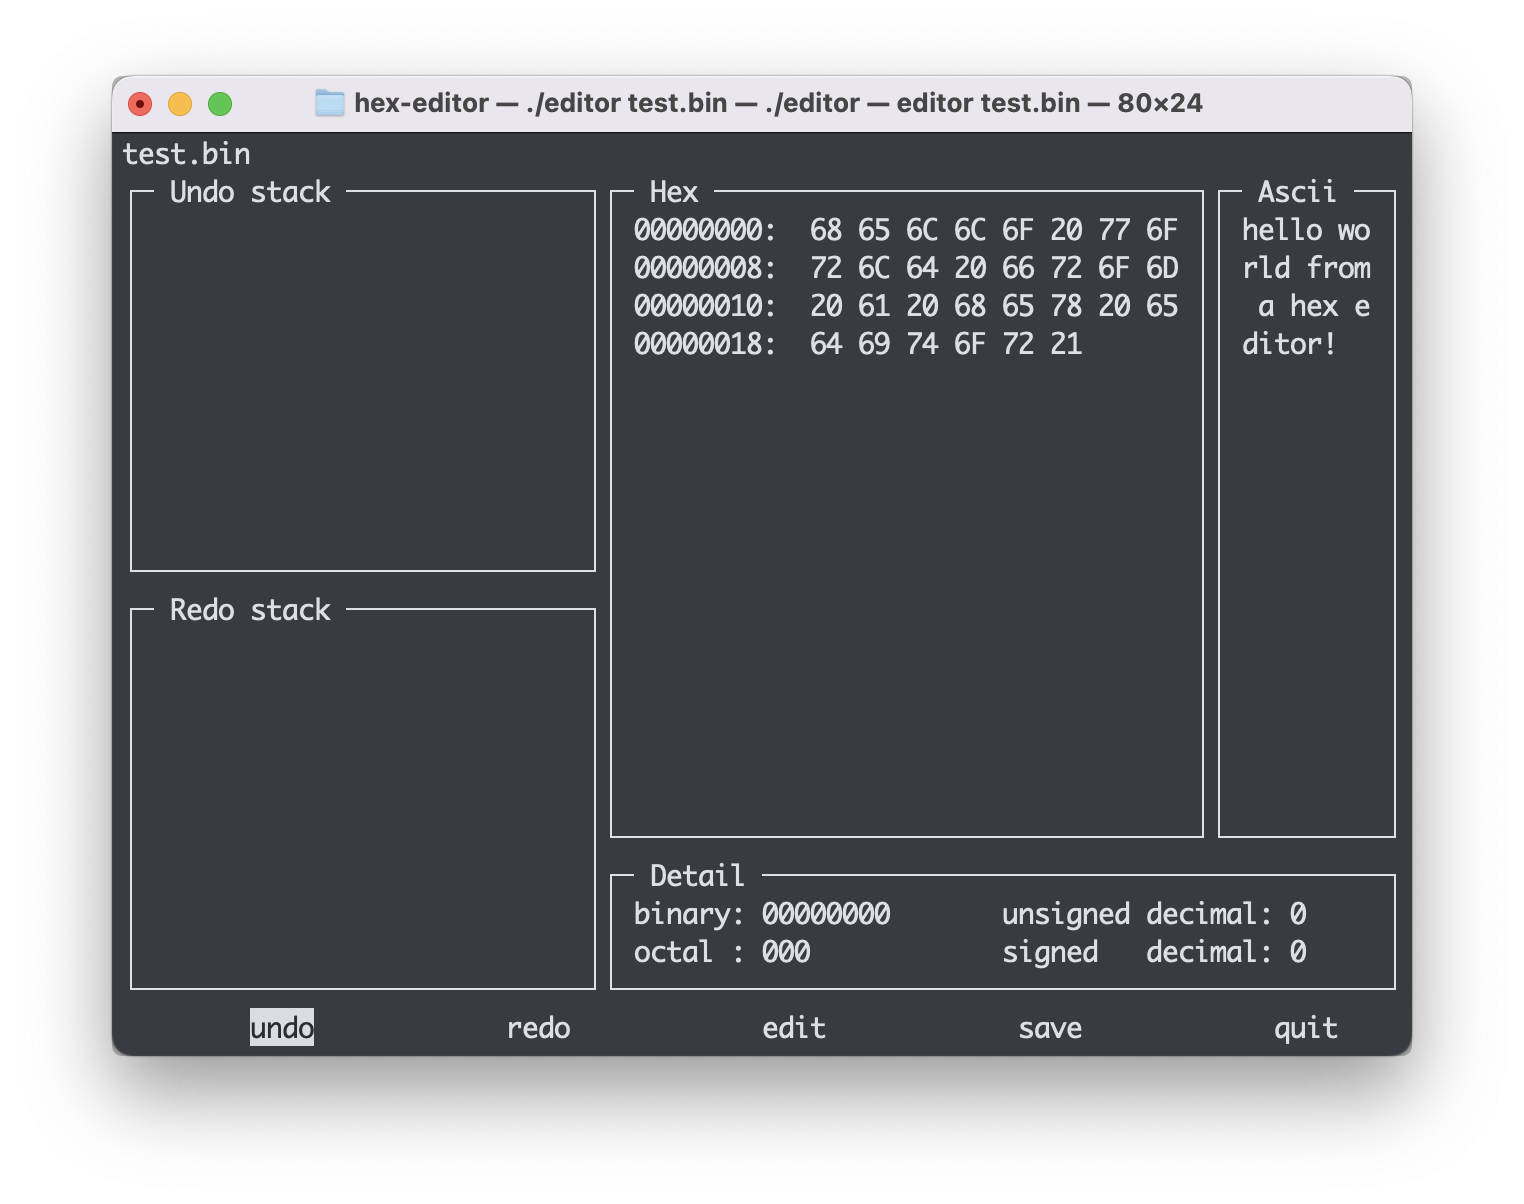 hex-editor — ./editor test.bin — ./editor — editor test.bin — 80×24
test.bin
Undo stack
Redo stack
Hex
00000000: 68 65 6C 6C 6F 20 77 6F
00000008: 72 6C 64 20 66 72 6F 6D
00000010: 20 61 20 68 65 78 20 65
00000018: 64 69 74 6F 72 21
Ascii
hello wo
rld from
 a hex e
ditor!
Detail
binary: 00000000 unsigned decimal: 0
octal : 000 signed decimal: 0
undo redo edit save quit